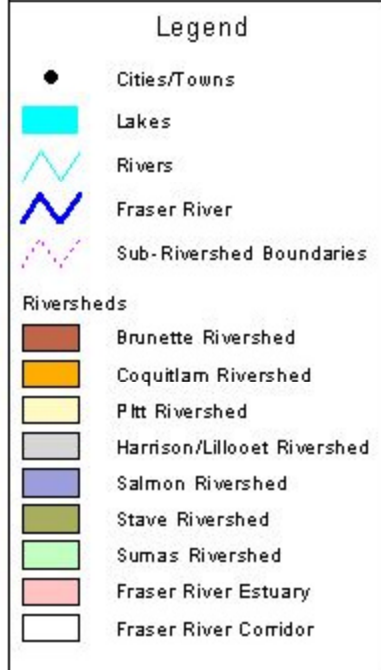 Legend
Cities/Towns
Lakes
Rivers
Fraser River
Sub-Rivershed Boundaries
Riversheds
Brunette Rivershed
Coquitlam Rivershed
Pitt Rivershed
Harrison/Lillooet Rivershed
Salmon Rivershed
Stave Rivershed
Sumas Rivershed
Fraser River Estuary
Fraser River Corridor